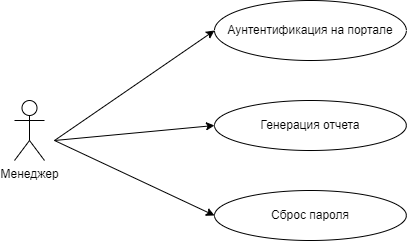 Аунтентификация на портале
Генерация отчета
Менеджер
Сброс пароля